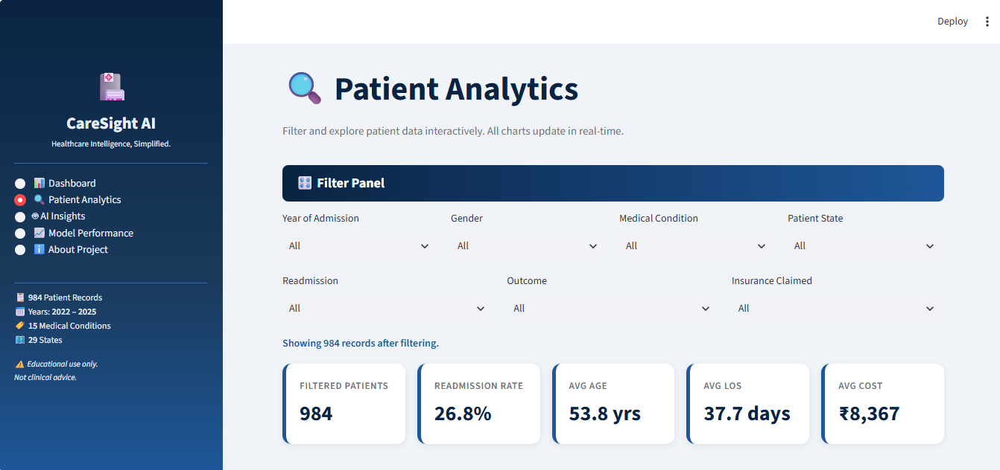 Deploy
CareSight AI
Healthcare Intelligence, Simplified.
Dashboard
Patient Analytics
AI Insights
Model Performance
About Project
984 Patient Records
Years: 2022 – 2025
15 Medical Conditions
29 States
Educational use only.
Not clinical advice.
Patient Analytics
Filter and explore patient data interactively. All charts update in real-time.
Filter Panel
Year of Admission Gender Medical Condition Patient State
All All All All
Readmission Outcome Insurance Claimed
All All All
Showing 984 records after filtering.
FILTERED PATIENTS READMISSION RATE AVG AGE AVG LOS AVG COST
984 26.8% 53.8 yrs 37.7 days ₹8,367